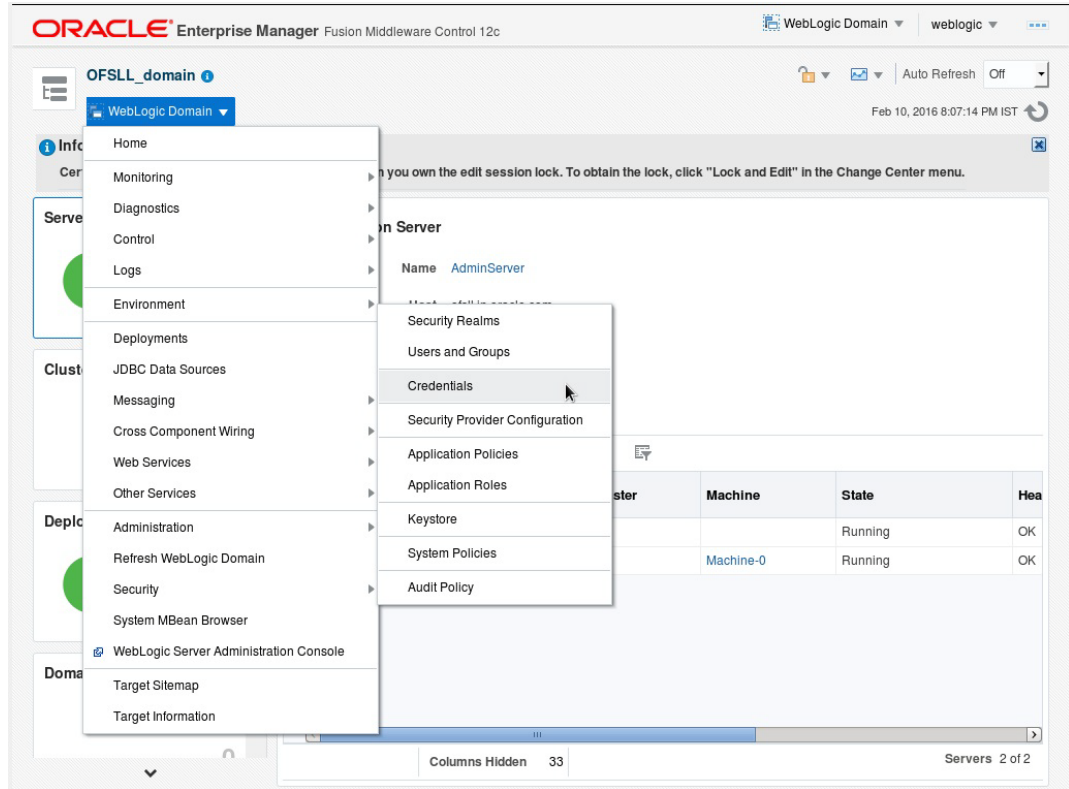 ORACLE Enterprise Manager Fusion Middleware Control 12c
WebLogic Domain
weblogic
OFSLL_domain
Auto Refresh Off
WebLogic Domain
Feb 10, 2016 8:07:14 PM IST
Home
Monitoring
Diagnostics
Control
Logs
Environment
Deployments
JDBC Data Sources
Messaging
Cross Component Wiring
Web Services
Other Services
Administration
Refresh WebLogic Domain
Security
System MBean Browser
WebLogic Server Administration Console
Target Sitemap
Target Information
Security Realms
Users and Groups
Credentials
Security Provider Configuration
Application Policies
Application Roles
Keystore
System Policies
Audit Policy
you own the edit session lock. To obtain the lock, click "Lock and Edit" in the Change Center menu.
Server
Name AdminServer
Machine State Hea
Running OK
Machine-0 Running OK
Columns Hidden 33
Servers 2 of 2